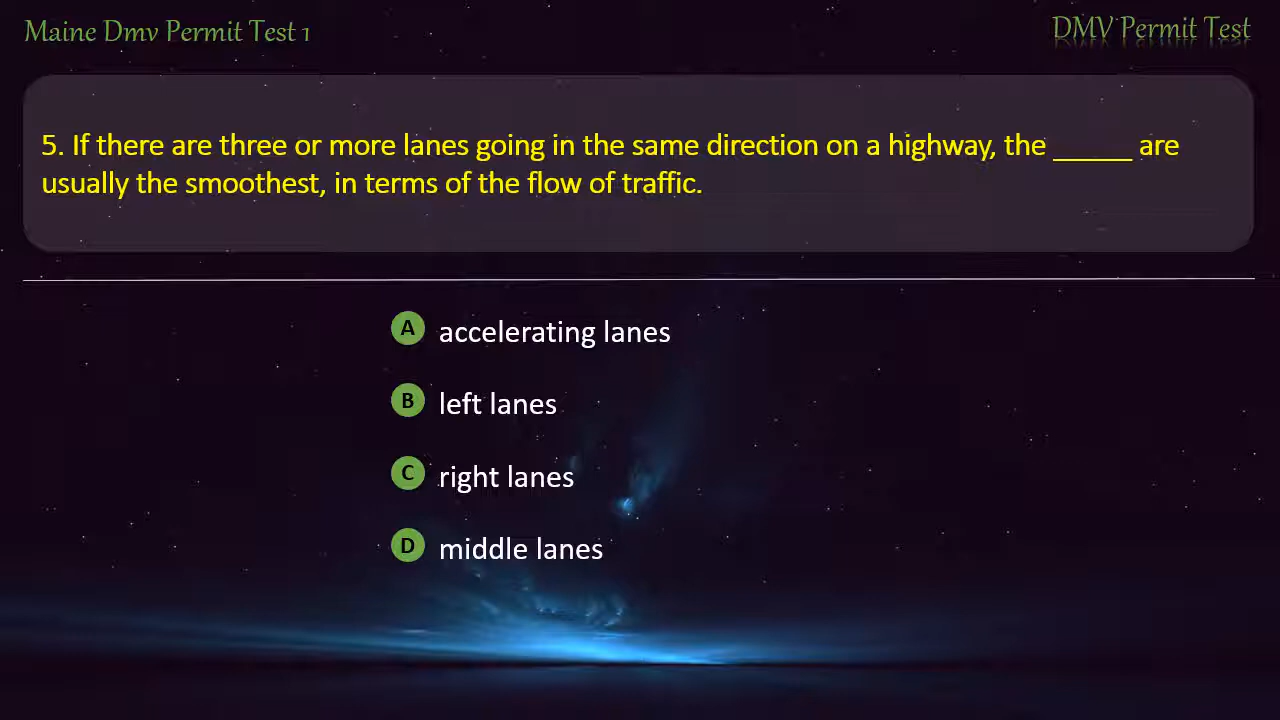 Maine Dmv Permit Test 1
DMV Permit Test
5. If there are three or more lanes going in the same direction on a highway, the _____ are
usually the smoothest, in terms of the flow of traffic.
A accelerating lanes
B left lanes
C right lanes
D middle lanes